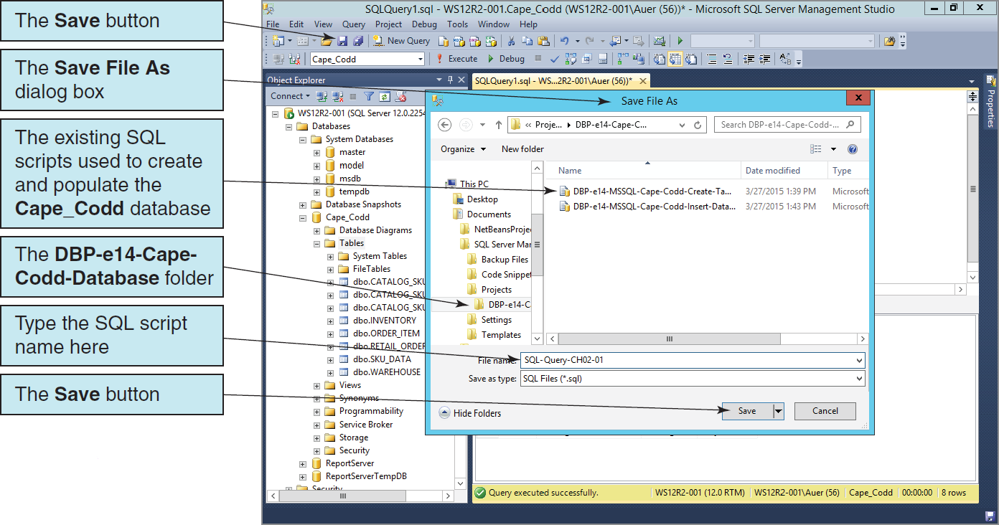 The Save button
The Save File As
dialog box
The existing SQL
scripts used to create
and populate the
Cape_Codd database
The DBP-e14-Cape-
Codd-Database folder
Type the SQL script
name here
The Save button
SQLQuery1.sql - WS12R2-001.Cape_Codd (WS12R2-001\Auer (56))* - Microsoft SQL Server Management Studio
File Edit View Query Project Debug Tools Window Help
New Query
Cape_Codd
Execute Debug
Object Explorer
Connect
WS12R2-001 (SQL Server 12.0.2254
Databases
System Databases
master
model
msdb
tempdb
Database Snapshots
Cape_Codd
Database Diagrams
Tables
System Tables
FileTables
dbo.CATALOG_SKU
dbo.CATALOG_SKU
dbo.CATALOG_SKU
dbo.INVENTORY
dbo.ORDER_ITEM
dbo.RETAIL_ORDER
dbo.SKU_DATA
dbo.WAREHOUSE
Views
Synonyms
Programmability
Service Broker
Storage
Security
ReportServer
ReportServerTempDB
Security
SQLQuery1.sql - WS...2R2-001\Auer (56))*
Properties
Save File As
« Proje... DBP-e14-Cape-C...
Search DBP-e14-Cape-Codd-...
Organize New folder
This PC
Desktop
Documents
NetBeansProje
SQL Server Man
Backup Files
Code Snippet
Projects
DBP-e14-C
Settings
Templates
Name Date modified Type
DBP-e14-MSSQL-Cape-Codd-Create-Ta... 3/27/2015 1:39 PM Microsoft
DBP-e14-MSSQL-Cape-Codd-Insert-Data... 3/27/2015 1:43 PM Microsoft
File name: SQL-Query-CH02-01
Save as type: SQL Files (*.sql)
Hide Folders
Save Cancel
Query executed successfully. WS12R2-001 (12.0 RTM) WS12R2-001\Auer (56) Cape_Codd 00:00:00 8 rows